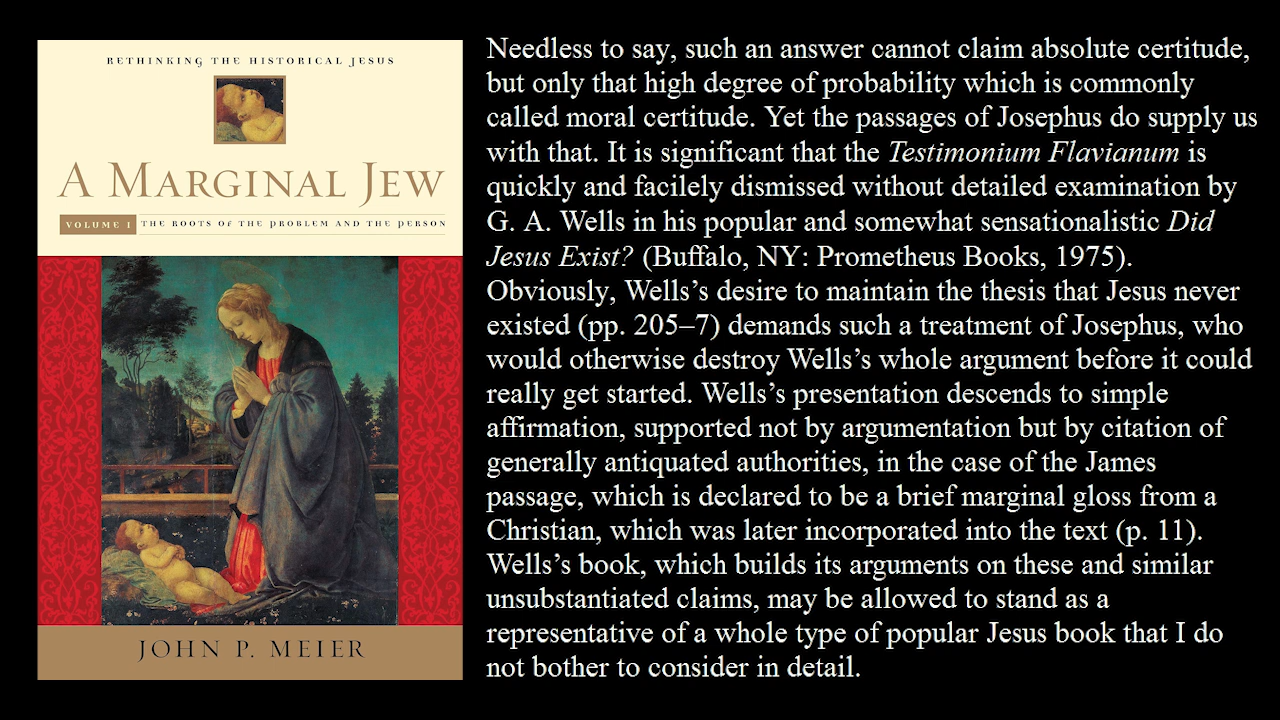 RETHINKING THE HISTORICAL JESUS
A MARGINAL JEW
VOLUME I THE ROOTS OF THE PROBLEM AND THE PERSON
JOHN P. MEIER
Needless to say, such an answer cannot claim absolute certitude,
but only that high degree of probability which is commonly
called moral certitude. Yet the passages of Josephus do supply us
with that. It is significant that the Testimonium Flavianum is
quickly and facilely dismissed without detailed examination by
G. A. Wells in his popular and somewhat sensationalistic Did
Jesus Exist? (Buffalo, NY: Prometheus Books, 1975).
Obviously, Wells’s desire to maintain the thesis that Jesus never
existed (pp. 205–7) demands such a treatment of Josephus, who
would otherwise destroy Wells’s whole argument before it could
really get started. Wells’s presentation descends to simple
affirmation, supported not by argumentation but by citation of
generally antiquated authorities, in the case of the James
passage, which is declared to be a brief marginal gloss from a
Christian, which was later incorporated into the text (p. 11).
Wells’s book, which builds its arguments on these and similar
unsubstantiated claims, may be allowed to stand as a
representative of a whole type of popular Jesus book that I do
not bother to consider in detail.